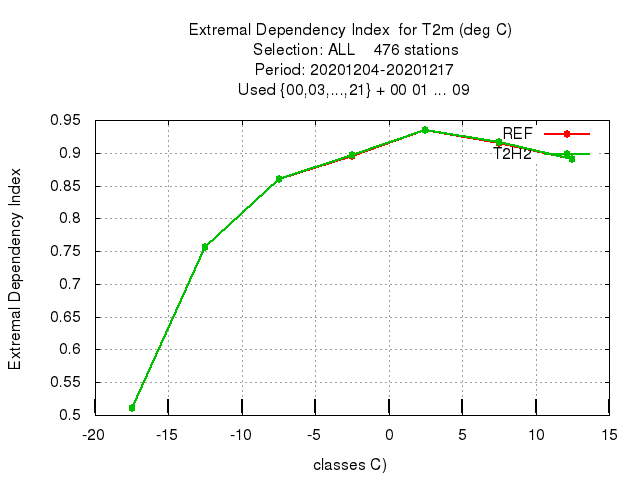 Extremal Dependency Index  for T2m (deg C)
Selection: ALL    476 stations
Period: 20201204-20201217
Used {00,03,...,21} + 00 01 ... 09
Extremal Dependency Index
0.95
0.9
0.85
0.8
0.75
0.7
0.65
0.6
0.55
0.5
REF
T2H2
-20 -15 -10 -5 0 5 10 15
classes C)